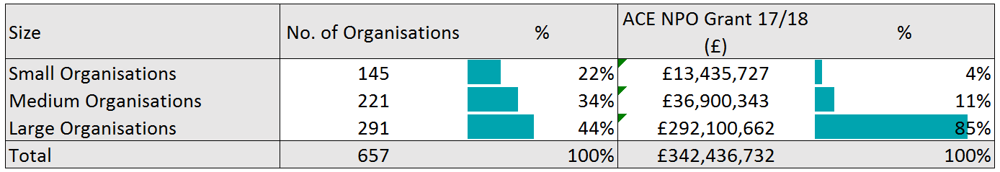 Size No. of Organisations % ACE NPO Grant 17/18 (£) %
Small Organisations 145 22% £13,435,727 4%
Medium Organisations 221 34% £36,900,343 11%
Large Organisations 291 44% £292,100,662 85%
Total 657 100% £342,436,732 100%